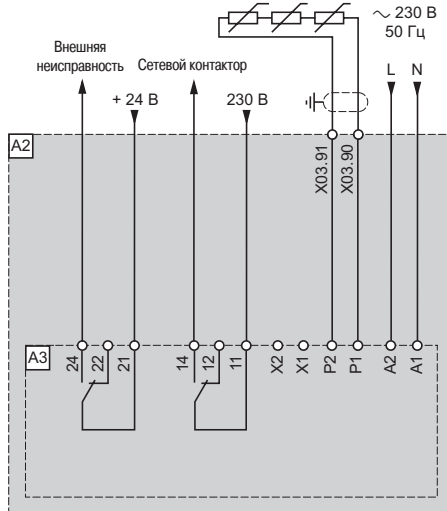 ∼ 230 В
50 Гц
Внешняя
неисправность
Сетевой контактор
+ 24 В
230 В
L
N
A2
X03.91
X03.90
A3
24
22
21
14
12
11
X2
X1
P2
P1
A2
A1